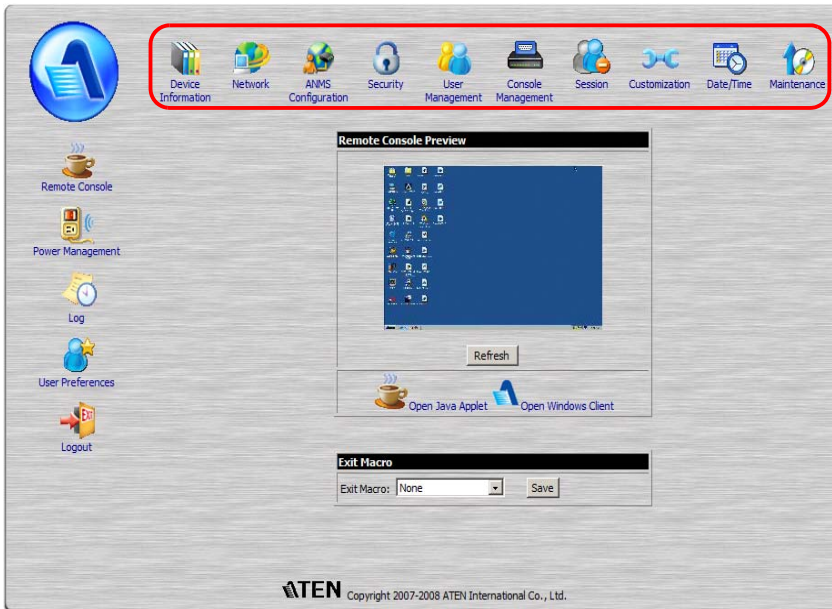 Device Information
Network
ANMS Configuration
Security
User Management
Console Management
Session
Customization
Date/Time
Maintenance
Remote Console
Power Management
Log
User Preferences
Logout
Remote Console Preview
Refresh
Open Java Applet
Open Windows Client
Exit Macro
Exit Macro: None Save
ATEN Copyright 2007-2008 ATEN International Co., Ltd.